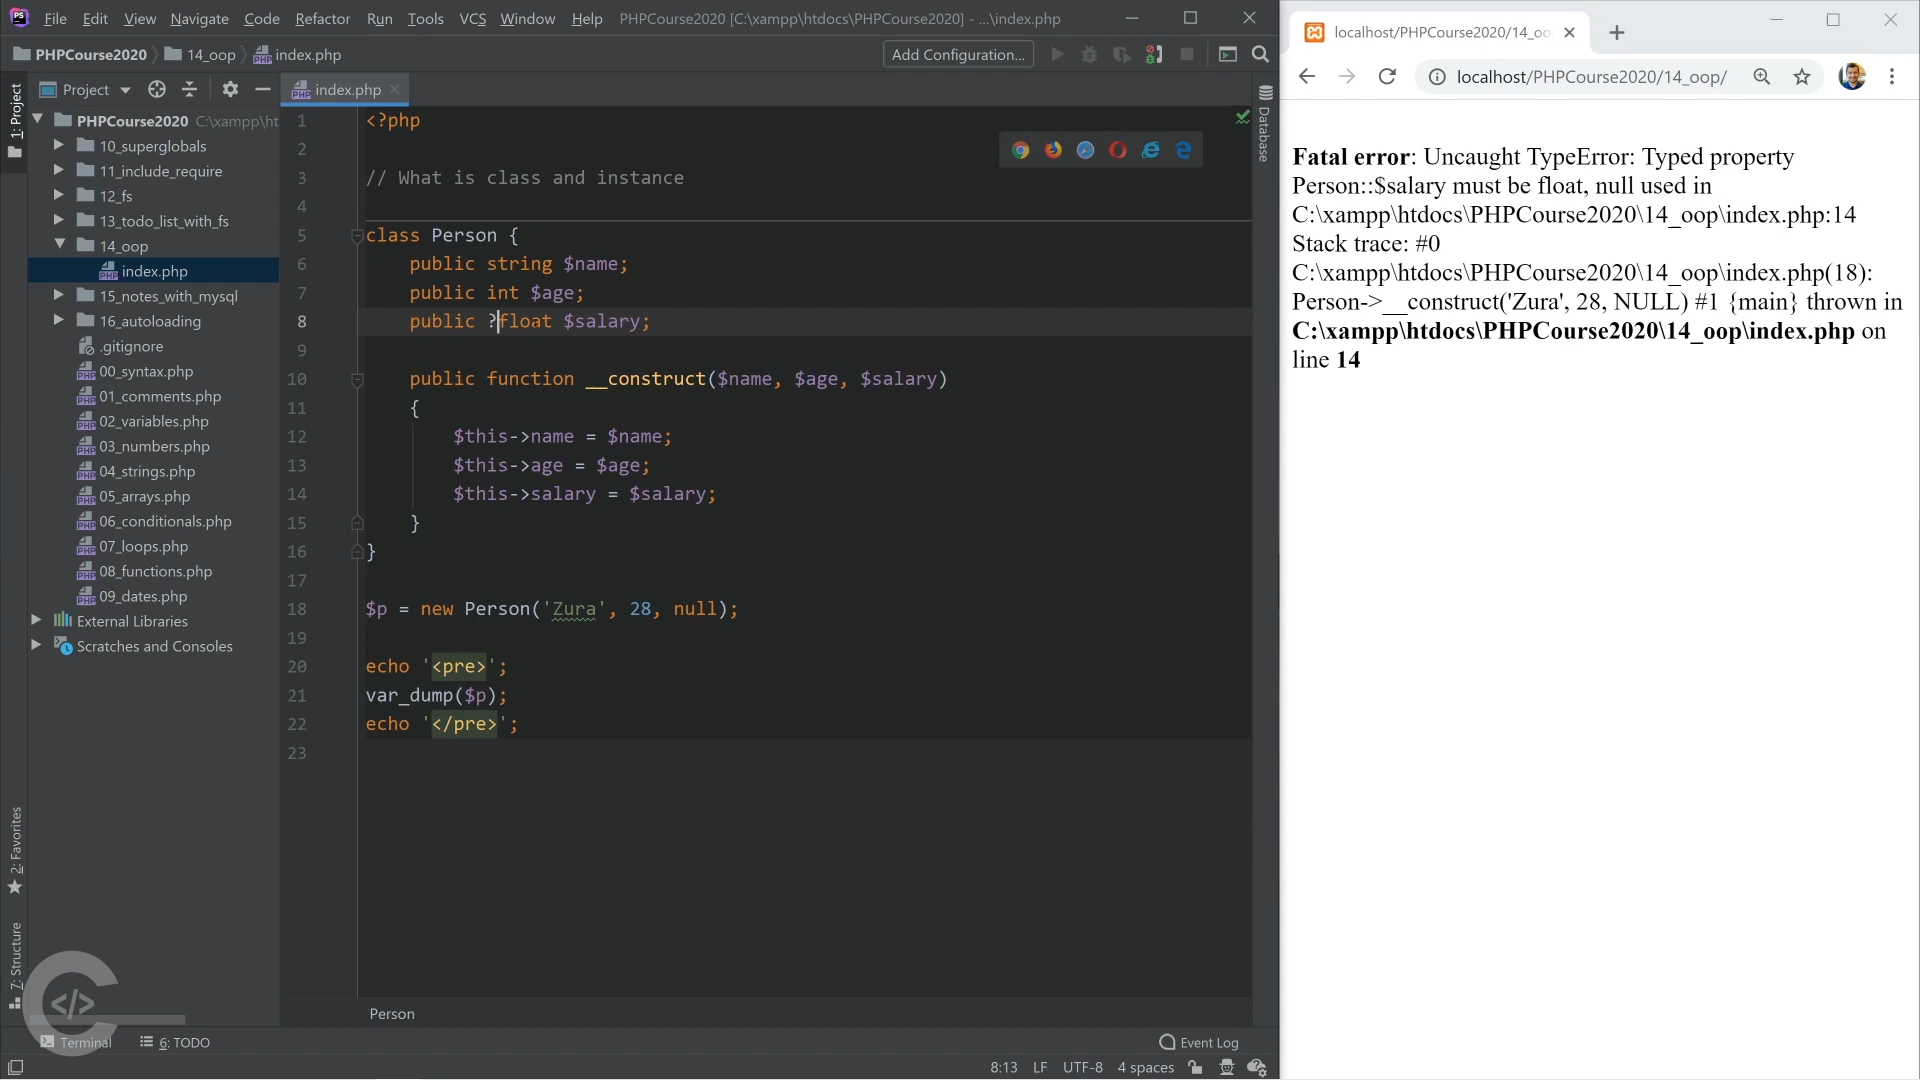 File Edit View Navigate Code Refactor Run Tools VCS Window Help PHPCourse2020 [C:\xampp\htdocs\PHPCourse2020] - ...\index.php
PHPCourse2020 14_oop index.php Add Configuration...
Project index.php
1: Project
PHPCourse2020 C:\xampp\ht
10_superglobals
11_include_require
12_fs
13_todo_list_with_fs
14_oop
index.php
15_notes_with_mysql
16_autoloading
.gitignore
00_syntax.php
01_comments.php
02_variables.php
03_numbers.php
04_strings.php
05_arrays.php
06_conditionals.php
07_loops.php
08_functions.php
09_dates.php
External Libraries
Scratches and Consoles
2: Favorites
7: Structure
1 <?php
2
3 // What is class and instance
4
5 class Person {
6 public string $name;
7 public int $age;
8 public ?float $salary;
9
10 public function __construct($name, $age, $salary)
11 {
12 $this->name = $name;
13 $this->age = $age;
14 $this->salary = $salary;
15 }
16 }
17
18 $p = new Person('Zura', 28, null);
19
20 echo '<pre>';
21 var_dump($p);
22 echo '</pre>';
23
Database
Person
Terminal 6: TODO Event Log
8:13 LF UTF-8 4 spaces
</>
localhost/PHPCourse2020/14_oo
localhost/PHPCourse2020/14_oop/
Fatal error: Uncaught TypeError: Typed property
Person::$salary must be float, null used in
C:\xampp\htdocs\PHPCourse2020\14_oop\index.php:14
Stack trace: #0
C:\xampp\htdocs\PHPCourse2020\14_oop\index.php(18):
Person->__construct('Zura', 28, NULL) #1 {main} thrown in
C:\xampp\htdocs\PHPCourse2020\14_oop\index.php on
line 14